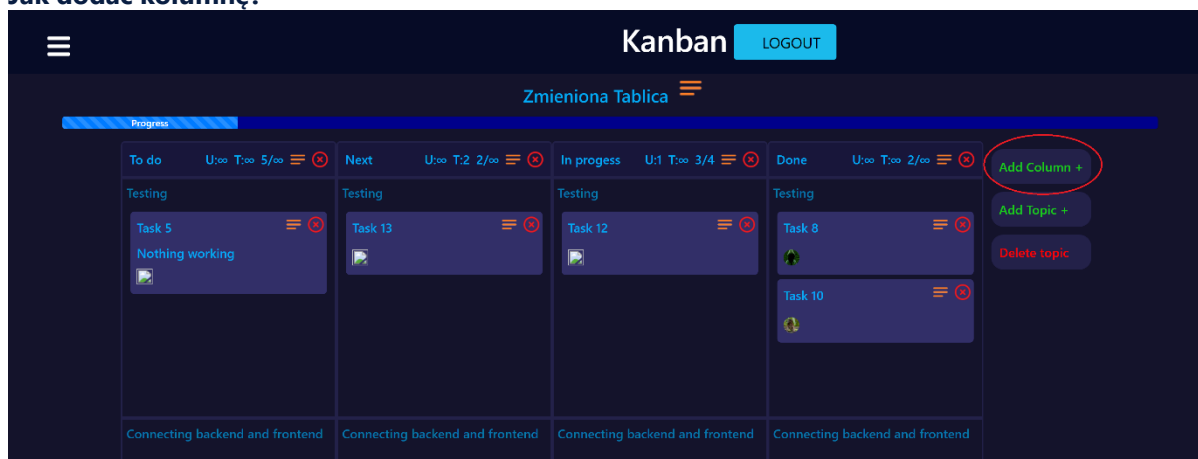 Jak dodać kolumnę?
Kanban LOGOUT
Zmieniona Tablica
Progress
To do U:∞ T:∞ 5/∞ Next U:∞ T:2 2/∞ In progess U:1 T:∞ 3/4 Done U:∞ T:∞ 2/∞ Add Column +
Testing Testing Testing Testing
Add Topic +
Task 5 Task 13 Task 12 Task 8
Nothing working
Delete topic
Task 10
Connecting backend and frontend Connecting backend and frontend Connecting backend and frontend Connecting backend and frontend